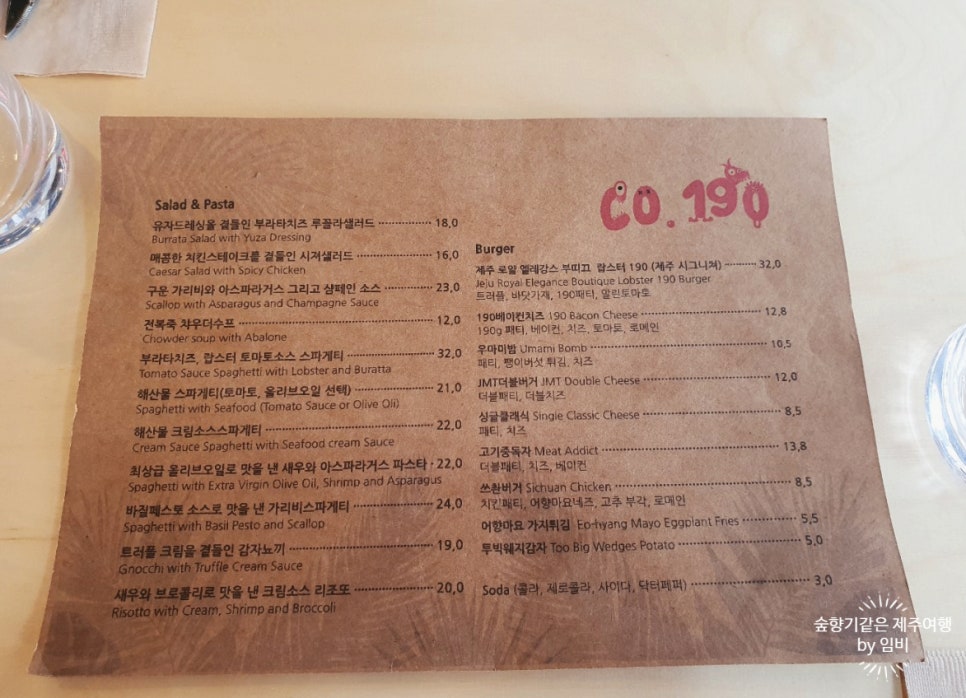 co. 190
Salad & Pasta
유자드레싱을 곁들인 부라타치즈 루꼴라샐러드 18,0
Burrata Salad with Yuza Dressing
매콤한 치킨스테이크를 곁들인 시져샐러드 16,0
Caesar Salad with Spicy Chicken
구운 가리비와 아스파라거스 그리고 샴페인 소스 23,0
Scallop with Asparagus and Champagne Sauce
전복죽 챠우더수프 12,0
Chowder soup with Abalone
부라타치즈, 랍스터 토마토소스 스파게티 32,0
Tomato Sauce Spaghetti with Lobster and Buratta
해산물 스파게티(토마토, 올리브오일 선택) 21,0
Spaghetti with Seafood (Tomato Sauce or Olive Oli)
해산물 크림소스스파게티 22,0
Cream Sauce Spaghetti with Seafood cream Sauce
최상급 올리브오일로 맛을 낸 새우와 아스파라거스 파스타 22,0
Spaghetti with Extra Virgin Olive Oil, Shrimp and Asparagus
바질페스토 소스로 맛을 낸 가리비스파게티 24,0
Spaghetti with Basil Pesto and Scallop
트러플 크림을 곁들인 감자뇨끼 19,0
Gnocchi with Truffle Cream Sauce
새우와 브로콜리로 맛을 낸 크림소스 리조또 20,0
Risotto with Cream, Shrimp and Broccoli
Burger
제주 로얄 엘레강스 부띠끄 랍스터 190 (제주 시그니쳐) 32,0
Jeju Royal Elegance Boutique Lobster 190 Burger
트러플, 바닷가재, 190패티, 말린토마토
190베이컨치즈 190 Bacon Cheese 12,8
190g 패티, 베이컨, 치즈, 토마토, 로메인
우마미밤 Umami Bomb 10,5
패티, 팽이버섯 튀김, 치즈
JMT더블버거 JMT Double Cheese 12,0
더블패티, 더블치즈
싱글클래식 Single Classic Cheese 8,5
패티, 치즈
고기중독자 Meat Addict 13,8
더블패티, 치즈, 베이컨
쓰촨버거 Sichuan Chicken 8,5
치킨패티, 어향마요네즈, 고추 부각, 로메인
어향마요 가지튀김 Eo-hyang Mayo Eggplant Fries 5,5
투빅웨지감자 Too Big Wedges Potato 5,0
Soda (콜라, 제로콜라, 사이다, 닥터페퍼) 3,0
숲향기같은 제주여행
by 임비